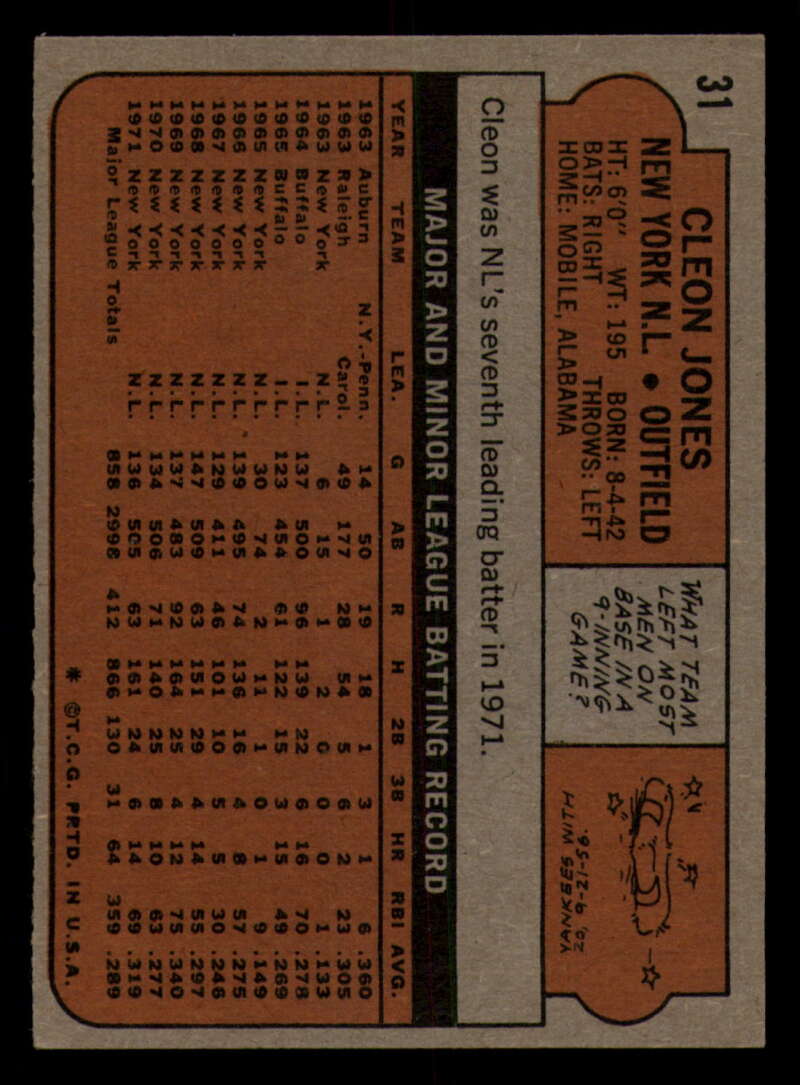 31
CLEON JONES
NEW YORK N.L. • OUTFIELD
HT: 6'0" WT: 195 BORN: 8-4-42
BATS: RIGHT THROWS: LEFT
HOME: MOBILE, ALABAMA
WHAT TEAM
LEFT MOST
MEN ON
BASE IN A
9-INNING
GAME?
YANKEES WITH
20, 9-21-56.
Cleon was NL's seventh leading batter in 1971.
MAJOR AND MINOR LEAGUE BATTING RECORD
YEAR TEAM LEA. G AB R H 2B 3B HR RBI AVG.
1963 Auburn N.Y.-Penn. 14 50 19 18 1 3 1 6 .360
1963 Raleigh Carol. 49 177 28 54 5 6 2 23 .305
1963 New York N.L. 6 15 1 2 0 0 0 1 .133
1964 Buffalo I.L. 137 500 96 139 22 6 16 70 .278
1965 Buffalo I.L. 123 454 61 122 15 3 15 49 .269
1965 New York N.L. 30 74 2 11 1 0 1 9 .149
1966 New York N.L. 139 495 74 136 16 4 8 57 .275
1967 New York N.L. 129 411 46 101 10 5 5 30 .246
1968 New York N.L. 147 509 63 151 29 4 14 55 .297
1969 New York N.L. 137 483 92 164 25 4 12 75 .340
1970 New York N.L. 134 506 71 140 25 8 10 63 .277
1971 New York N.L. 136 505 63 161 24 6 14 69 .319
Major League Totals 858 2998 412 866 130 31 64 359 .289
* ©T.C.G. PRTD. IN U.S.A.